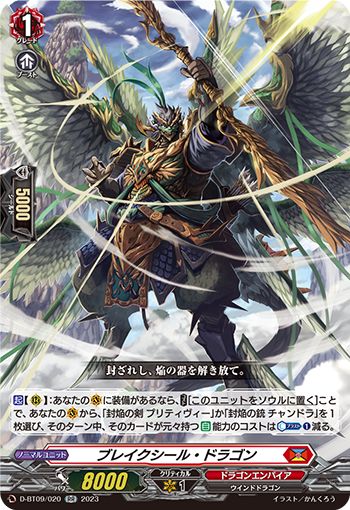 1
グレード
ブースト
5000
シールド
封ざれし、焔の器を解き放て。
起【(R)】:あなたの(V)に装備があるなら、【このユニットをソウルに置く】こ
とで、あなたの(V)から、「封焔の剣 プリティヴィー」か「封焔の銃 チャンドラ」を1
枚選び、そのターン中、そのカードが元々持つ起能力のコストは【(CB)1】減る。
ノーマルユニット
ブレイクシール・ドラゴン
パワー
8000
クリティカル
1
ドラゴンエンパイア
ウインドドラゴン
D-BT09/020 RR 2023
イラスト/かんくろう